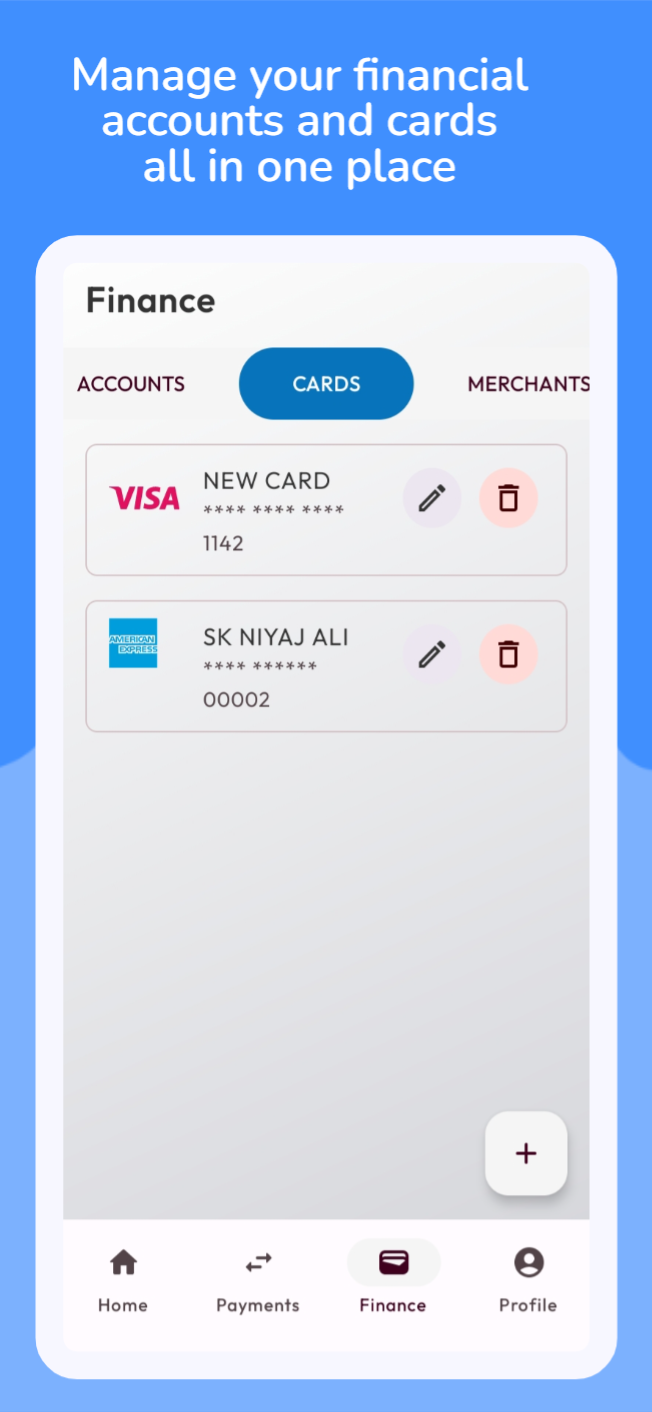 Manage your financial
accounts and cards
all in one place
Finance
ACCOUNTS CARDS MERCHANTS
VISA NEW CARD
**** **** ****
1142
AMERICAN
EXPRESS
SK NIYAJ ALI
**** ******
00002
+
Home Payments Finance Profile